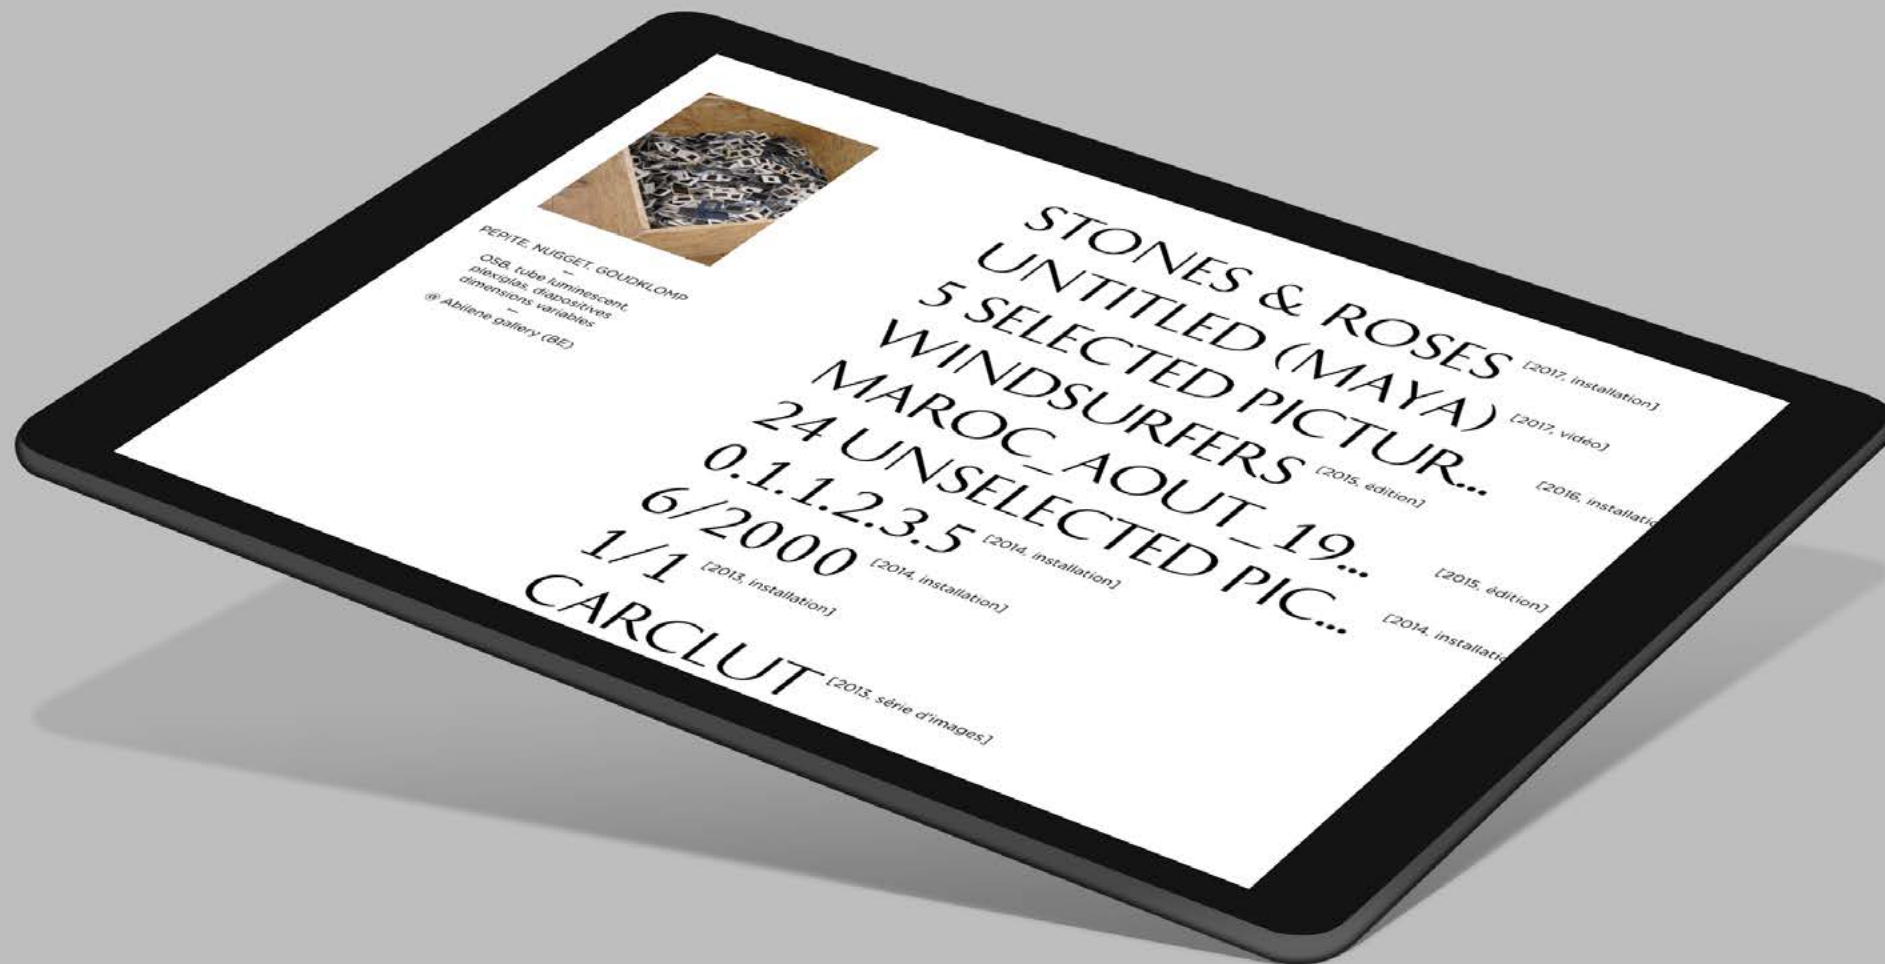 PEPITE, NUGGET, GOUDKLOMP
—
OSB, tube luminescent,
plexiglas, diapositives
dimensions variables
—
@ Abilene gallery (BE)
STONES & ROSES [2017, installation]
UNTITLED (MAYA) [2017, vidéo]
5 SELECTED PICTUR... [2016, installatio
WINDSURFERS [2015, édition]
MAROC_AOUT_19... [2015, édition]
24 UNSELECTED PIC... [2014, installatio
0.1.1.2.3.5 [2014, installation]
6/2000 [2014, installation]
1/1 [2013, installation]
CARCLUT [2013, série d'images]